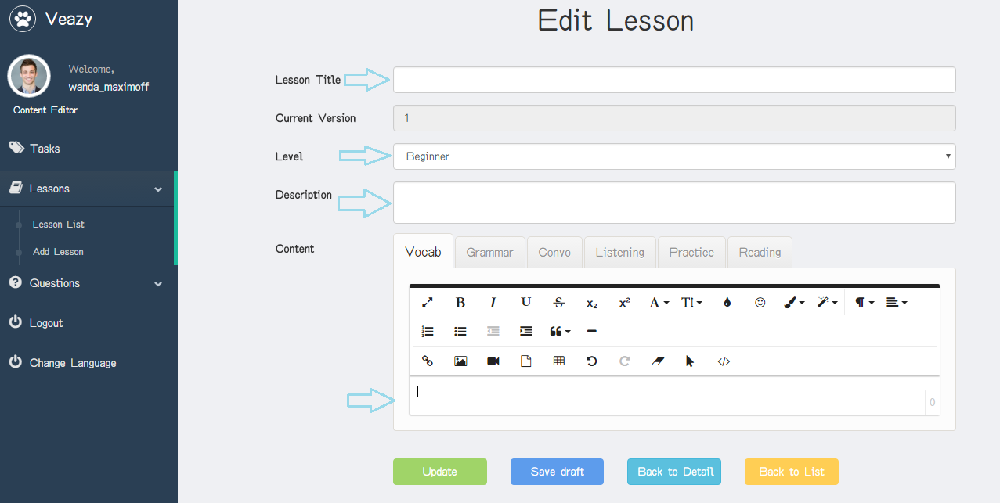 Veazy
Welcome,
wanda_maximoff
Content Editor
Tasks
Lessons
Lesson List
Add Lesson
Questions
Logout
Change Language
Edit Lesson
Lesson Title
Current Version 1
Level Beginner
Description
Content Vocab Grammar Convo Listening Practice Reading
B I U S x₂ x² A T
0
Update Save draft Back to Detail Back to List